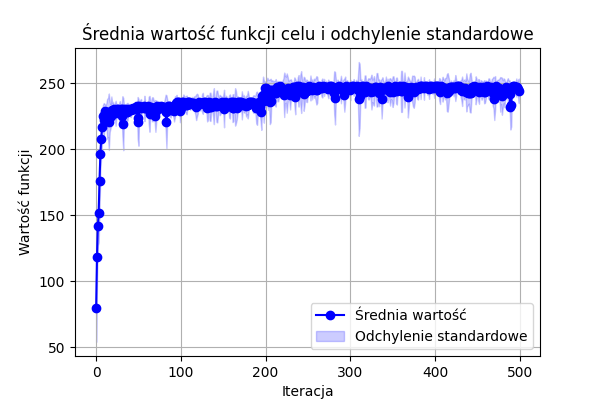 Średnia wartość funkcji celu i odchylenie standardowe
250
200
150
100
50
Wartość funkcji
0 100 200 300 400 500
Iteracja
Średnia wartość
Odchylenie standardowe